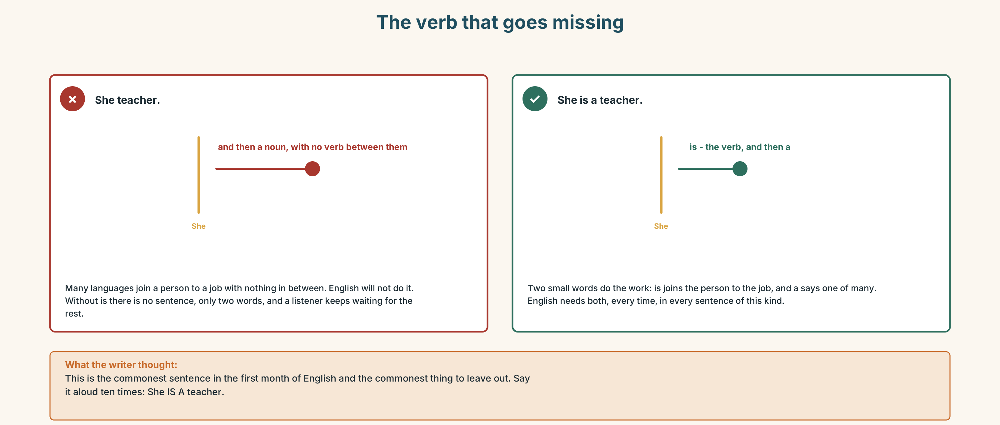 The verb that goes missing
She teacher.
and then a noun, with no verb between them
She
Many languages join a person to a job with nothing in between. English will not do it.
Without is there is no sentence, only two words, and a listener keeps waiting for the
rest.
She is a teacher.
is - the verb, and then a
She
Two small words do the work: is joins the person to the job, and a says one of many.
English needs both, every time, in every sentence of this kind.
What the writer thought:
This is the commonest sentence in the first month of English and the commonest thing to leave out. Say
it aloud ten times: She IS A teacher.